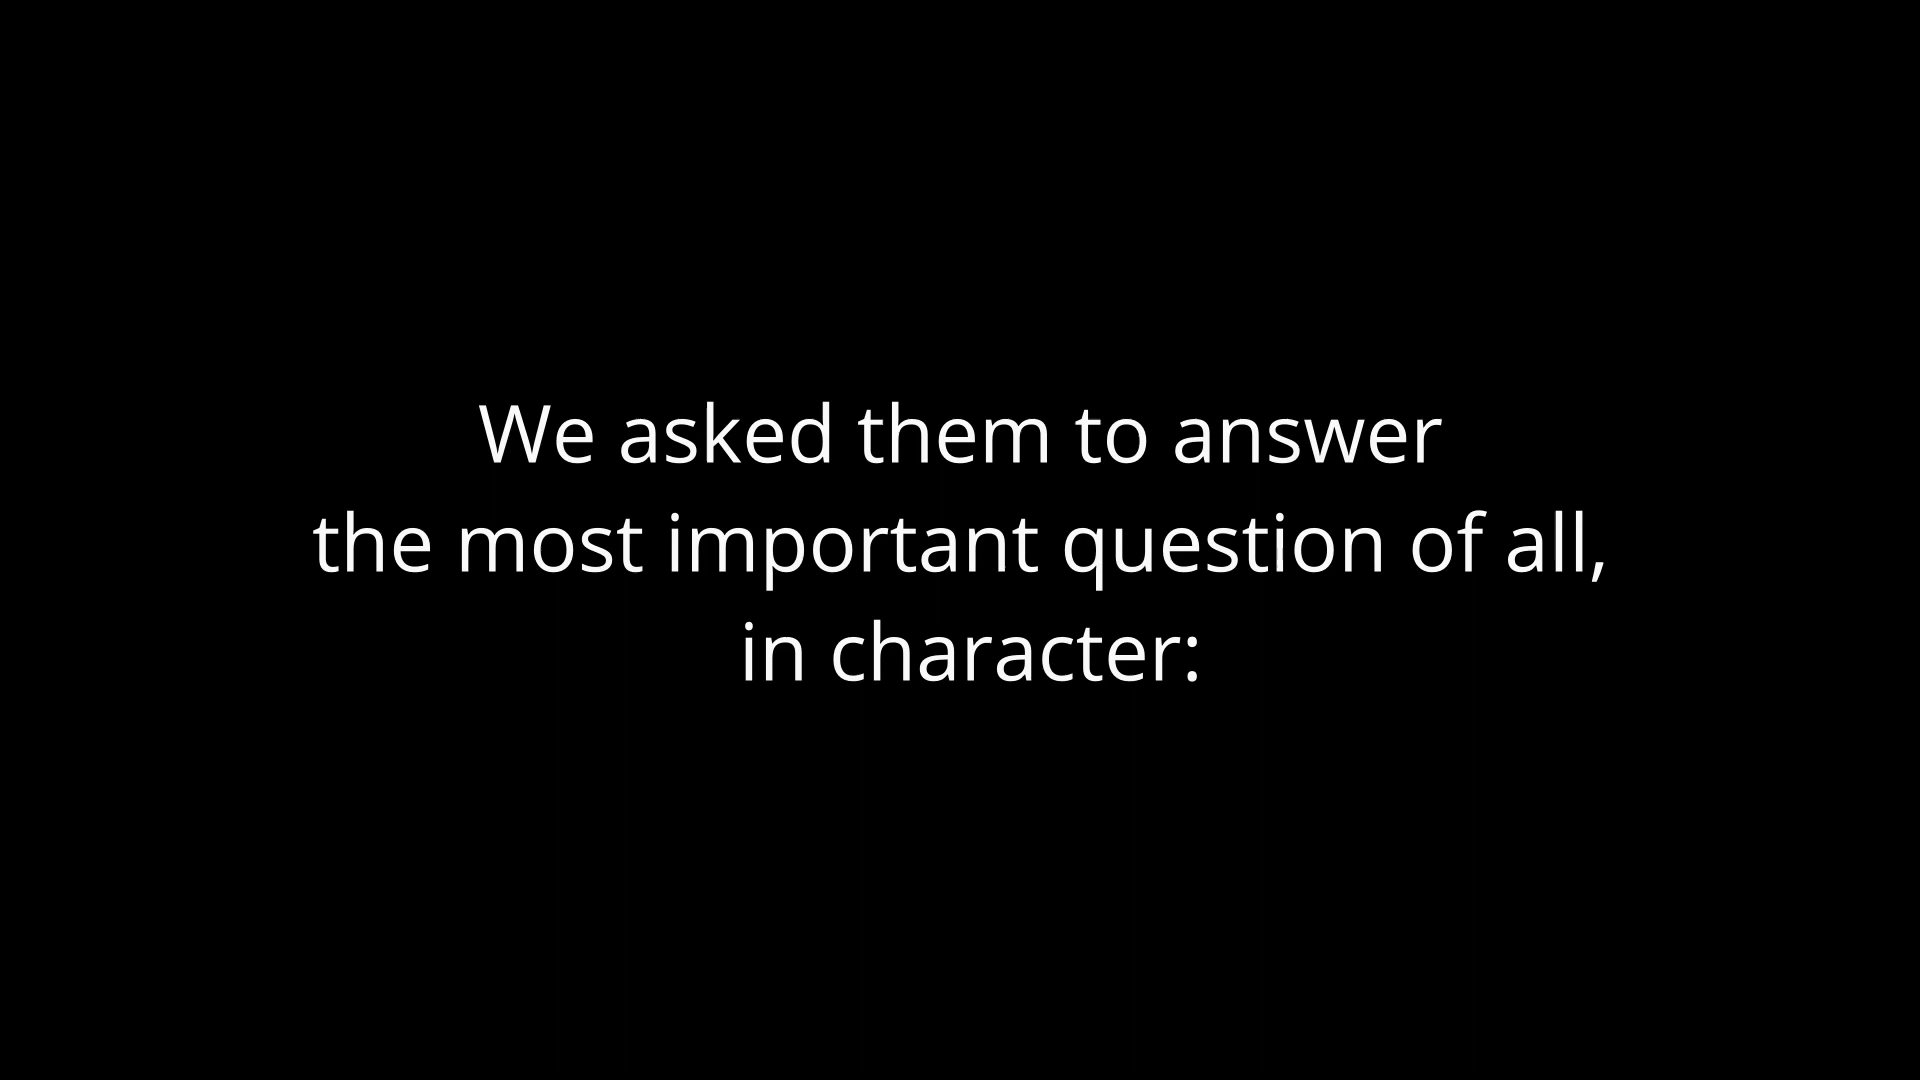 We asked them to answer
the most important question of all,
in character: